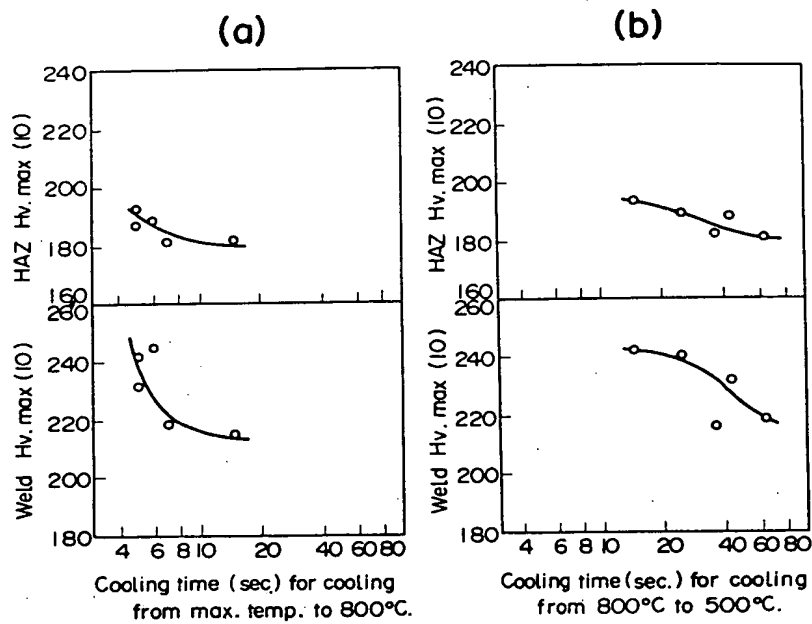 (a)
(b)
240
220
200
180
160
HAZ Hv. max (10)
260
240
220
200
180
Weld Hv. max (10)
4 6 8 10 20 40 60 80
Cooling time (sec.) for cooling
from max. temp. to 800°C.
240
220
200
180
160
HAZ Hv. max (10)
260
240
220
200
180
Weld Hv. max (10)
4 6 8 10 20 40 60 80
Cooling time (sec.) for cooling
from 800°C to 500°C.